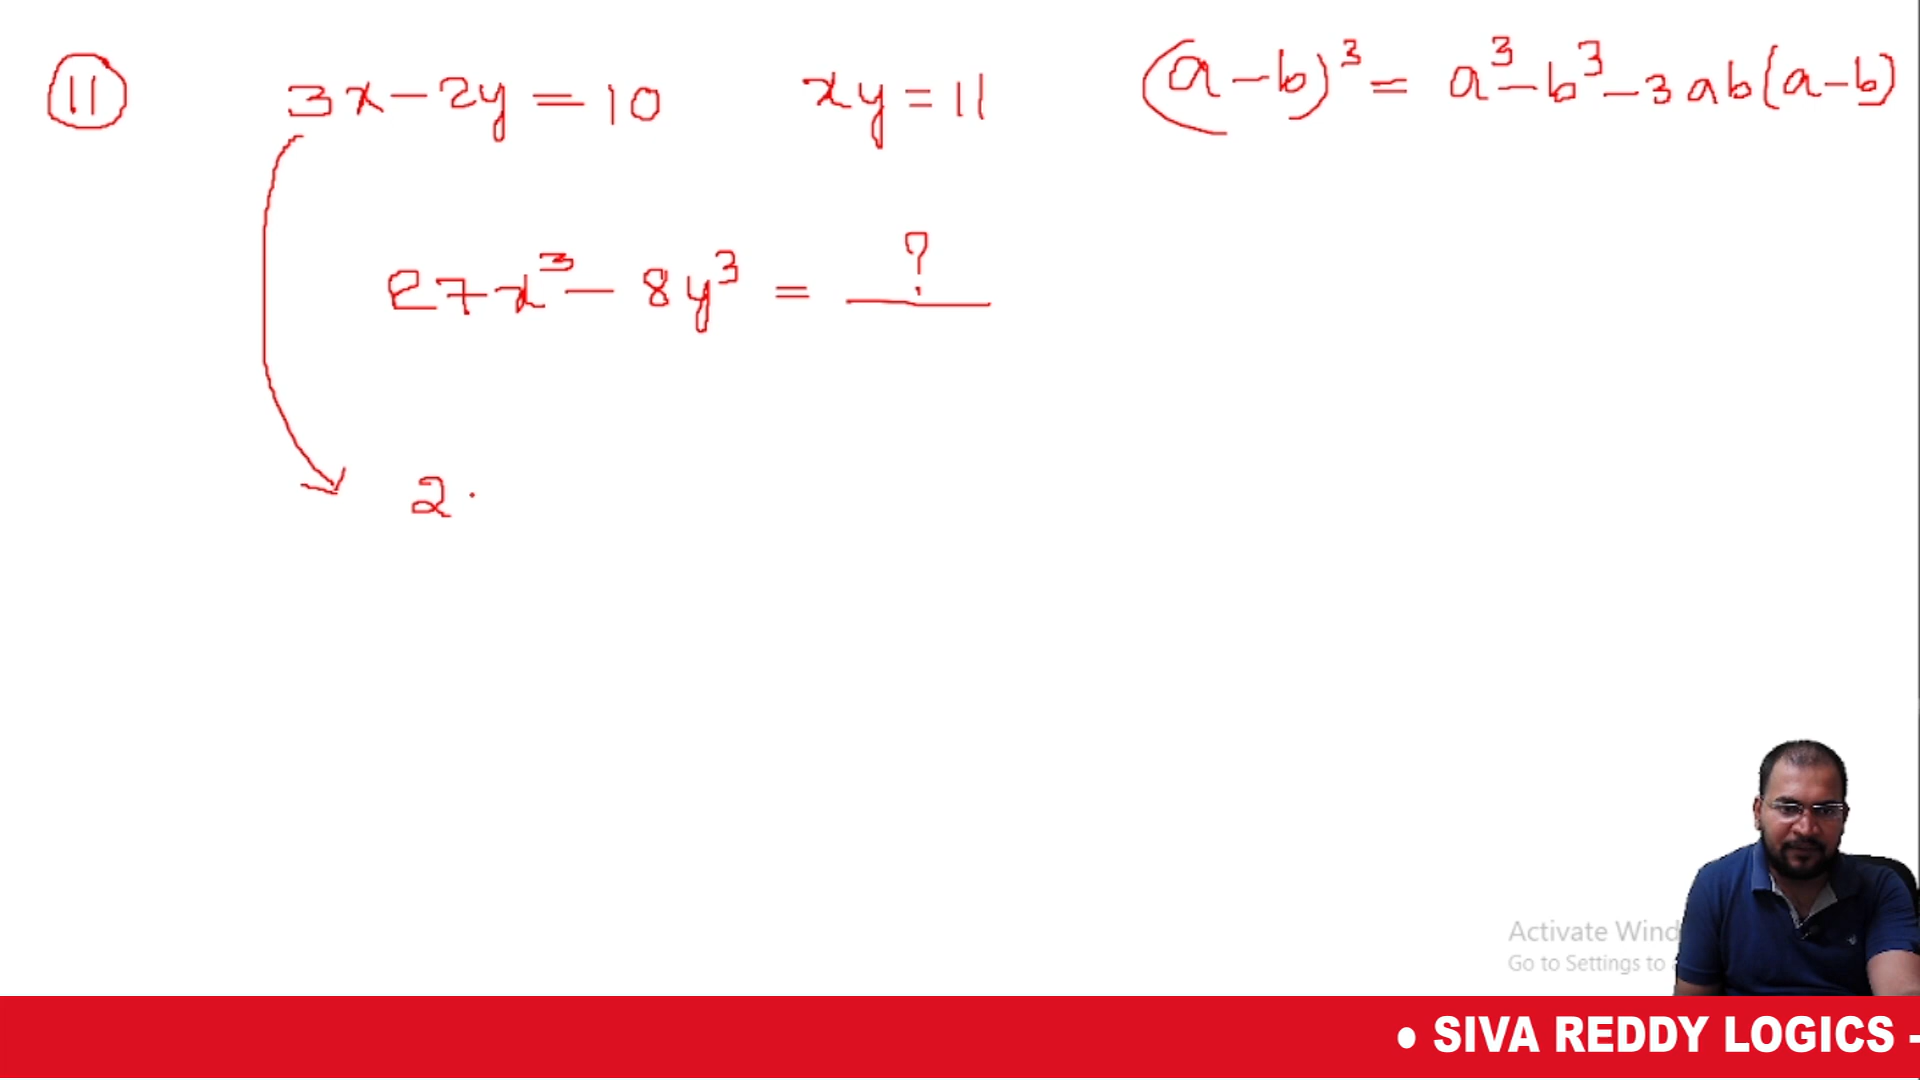 11 3x-2y=10 xy=11 (a-b)³= a³-b³-3ab(a-b)
27x³-8y³= ?
2.
Activate Wind
Go to Settings to
• SIVA REDDY LOGICS -